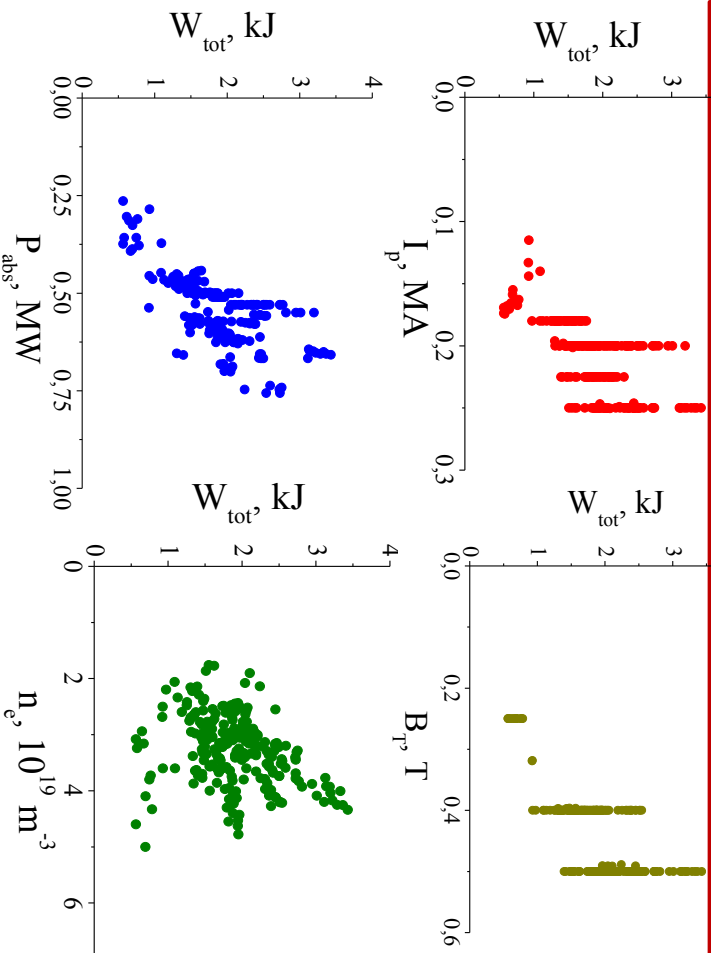 W_tot, kJ
3
2
1
0
0,0 0,1 0,2 0,3
I_p, MA
W_tot, kJ
3
2
1
0
0,0 0,2 0,4 0,6
B_T, T
W_tot, kJ
4
3
2
1
0
0,00 0,25 0,50 0,75 1,00
P_abs, MW
W_tot, kJ
4
3
2
1
0
0 2 4 6
n_e, 10^19 m^-3